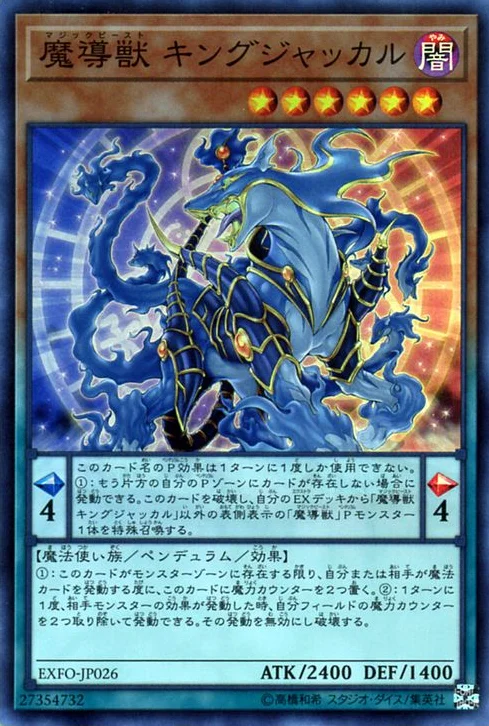 マジックビースト
魔導獣 キングジャッカル
やみ
闇
4
このカード名のP効果は1ターンに1度しか使用できない。
①:もう片方の自分のPゾーンにカードが存在しない場合に
発動できる。このカードを破壊し、自分のEXデッキから「魔導獣
キングジャッカル」以外の表側表示の「魔導獣」Pモンスター
1体を特殊召喚する。
4
【魔法使い族/ペンデュラム/効果】
①:このカードがモンスターゾーンに存在する限り、自分または相手が魔法
カードを発動する度に、このカードに魔力カウンターを2つ置く。②:1ターン
に1度、相手モンスターの効果が発動した時、自分フィールドの魔力カウンター
を2つ取り除いて発動できる。その発動を無効にし破壊する。
EXFO-JP026
ATK/2400 DEF/1400
27354732
©高橋和希 スタジオ・ダイス/集英社